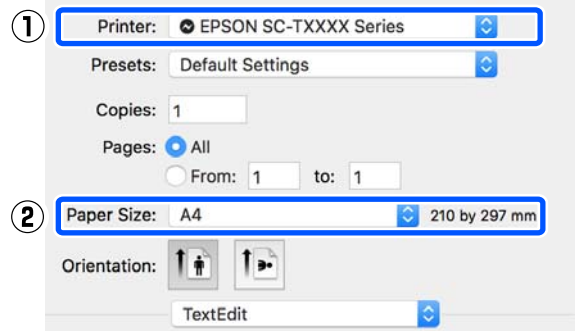 ① Printer: EPSON SC-TXXXX Series
Presets: Default Settings
Copies: 1
Pages: All
From: 1 to: 1
② Paper Size: A4 210 by 297 mm
Orientation:
TextEdit